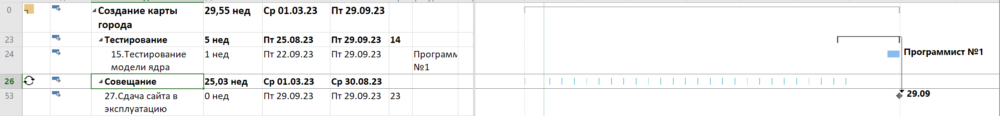 0 Создание карты 29,55 нед Ср 01.03.23 Пт 29.09.23
города
23 Тестирование 5 нед Пт 25.08.23 Пт 29.09.23 14
24 15.Тестирование 1 нед Пт 22.09.23 Пт 29.09.23 Программ Программист №1
модели ядра №1
26 Совещание 25,03 нед Ср 01.03.23 Ср 30.08.23
53 27.Сдача сайта в 0 нед Пт 29.09.23 Пт 29.09.23 23 29.09
эксплуатацию